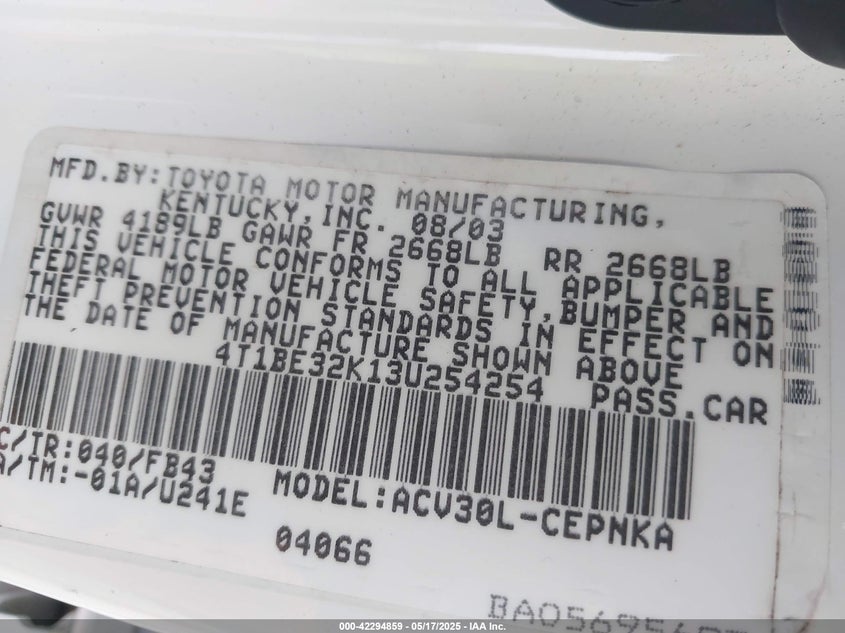 MFD.BY:TOYOTA MOTOR MANUFACTURING,
KENTUCKY,INC. 08/03
GVWR 4189LB GAWR FR 2668LB RR 2668LB
THIS VEHICLE CONFORMS TO ALL APPLICABLE
FEDERAL MOTOR VEHICLE SAFETY,BUMPER AND
THEFT PREVENTION STANDARDS IN EFFECT ON
THE DATE OF MANUFACTURE SHOWN ABOVE
4T1BE32K13U254254 PASS.CAR
C/TR:040/FB43
A/TM:-01A/U241E
MODEL:ACV30L-CEPNKA
04066
000-42294859 — 05/17/2025 — IAA Inc.